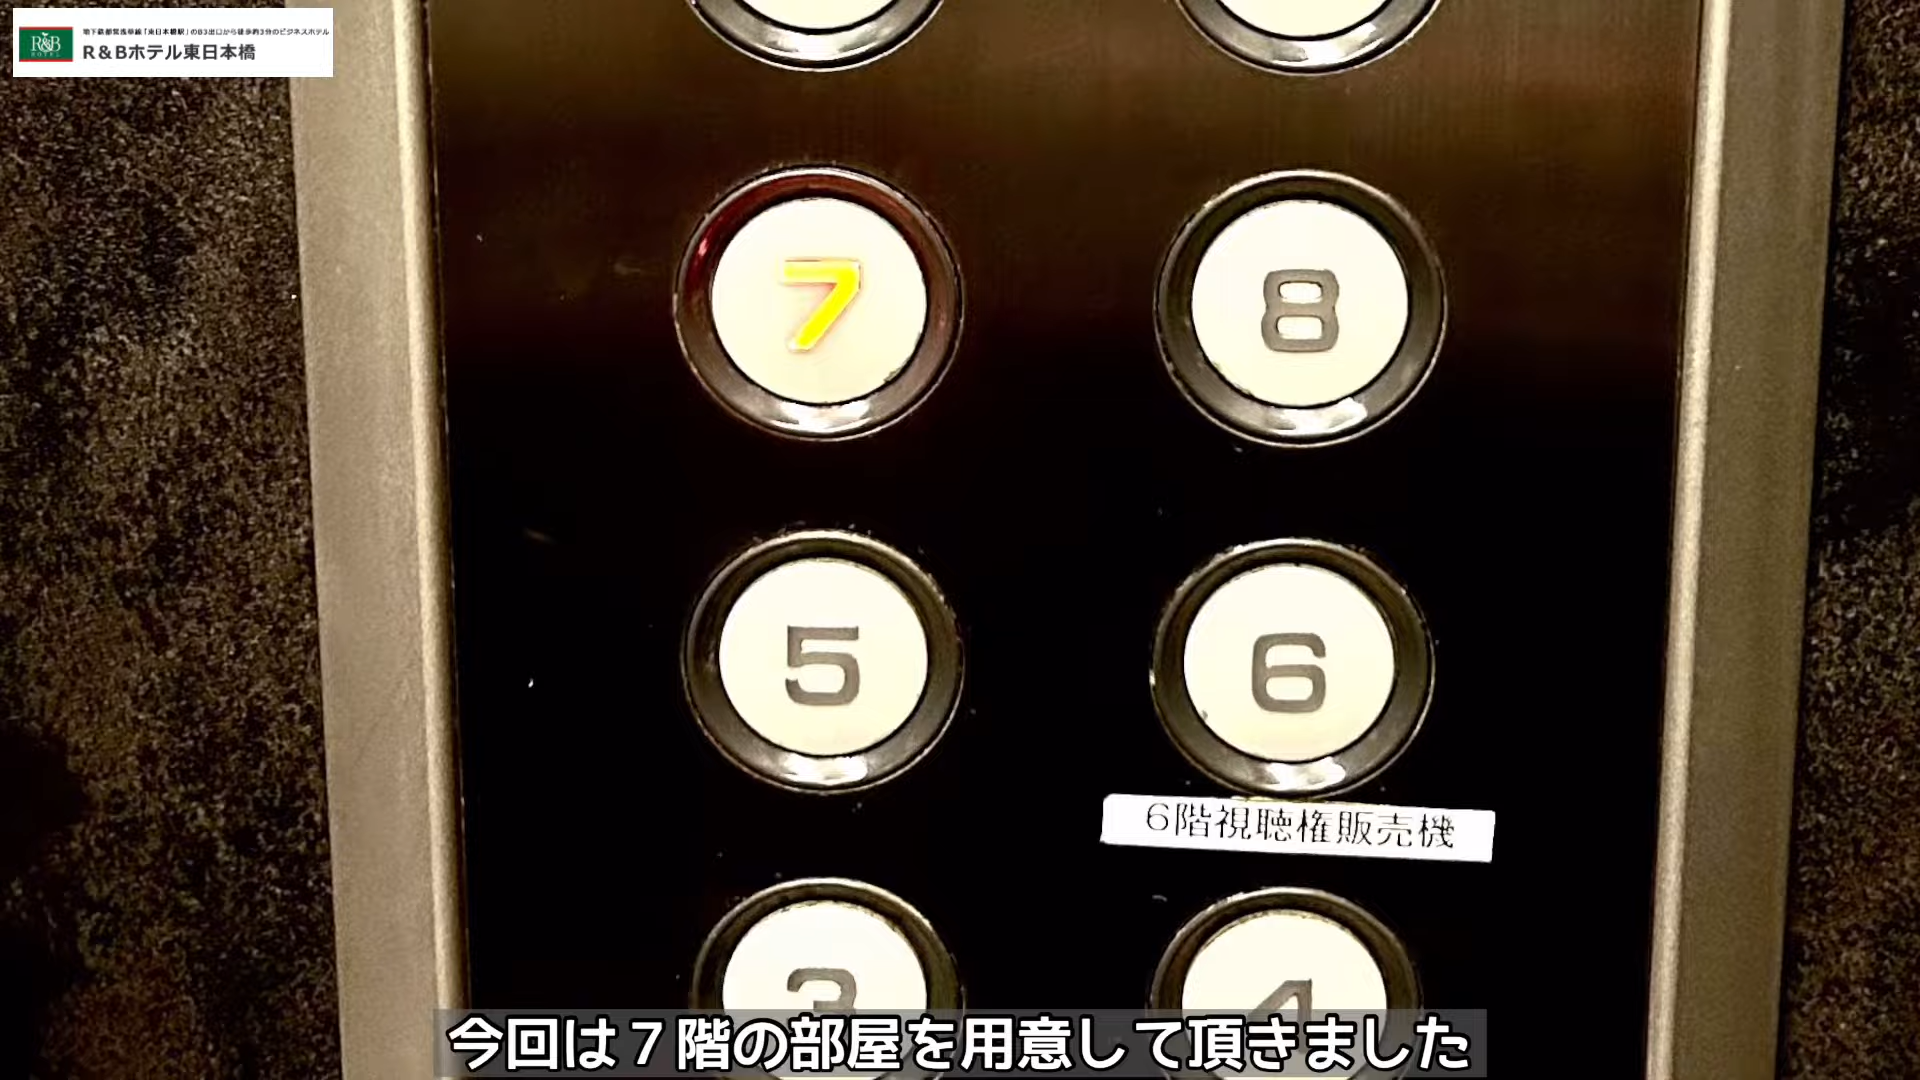 地下鉄都営浅草線「東日本橋駅」のB3出口から徒歩約3分のビジネスホテル
R&B
HOTEL
R&Bホテル東日本橋
7
8
5
6
6階視聴権販売機
3
4
今回は７階の部屋を用意して頂きました